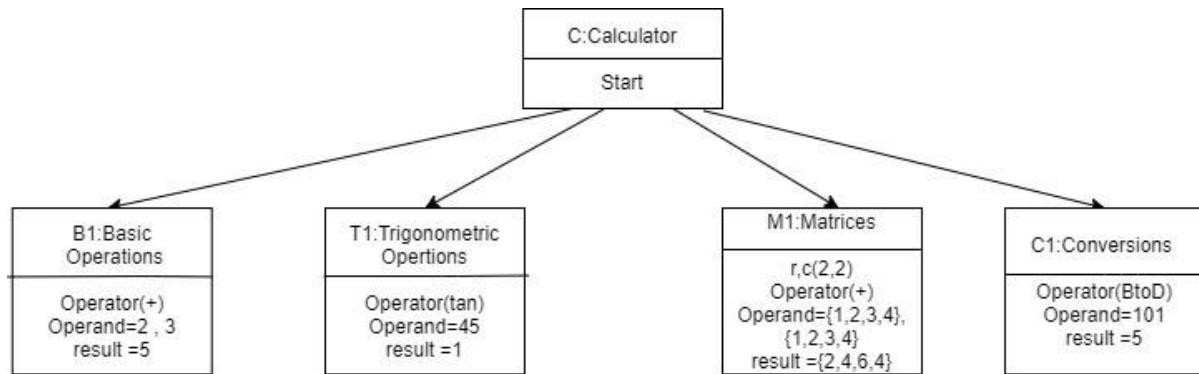 C:Calculator
Start
B1:Basic
Operations
Operator(+)
Operand=2 , 3
result =5
T1:Trigonometric
Opertions
Operator(tan)
Operand=45
result =1
M1:Matrices
r,c(2,2)
Operator(+)
Operand={1,2,3,4},
{1,2,3,4}
result ={2,4,6,4}
C1:Conversions
Operator(BtoD)
Operand=101
result =5